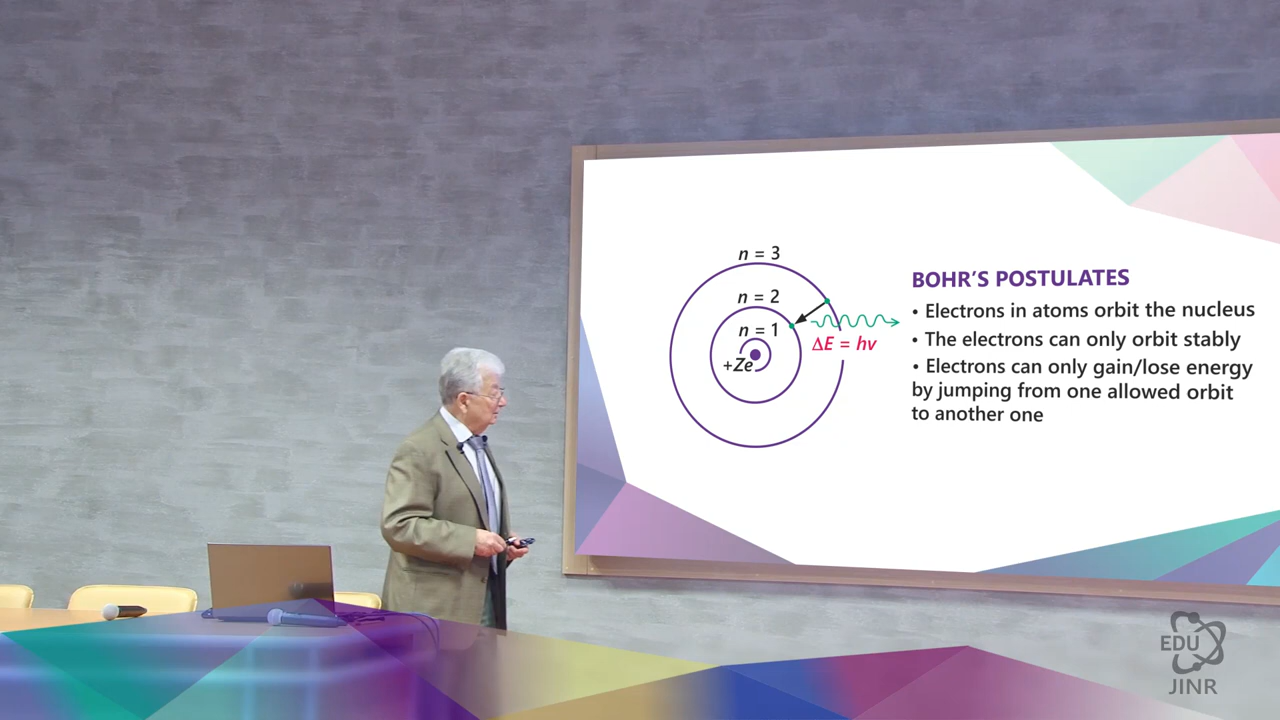 n = 3
n = 2
n = 1
+Ze
ΔE = hν
BOHR’S POSTULATES
• Electrons in atoms orbit the nucleus
• The electrons can only orbit stably
• Electrons can only gain/lose energy
by jumping from one allowed orbit
to another one
EDU
JINR